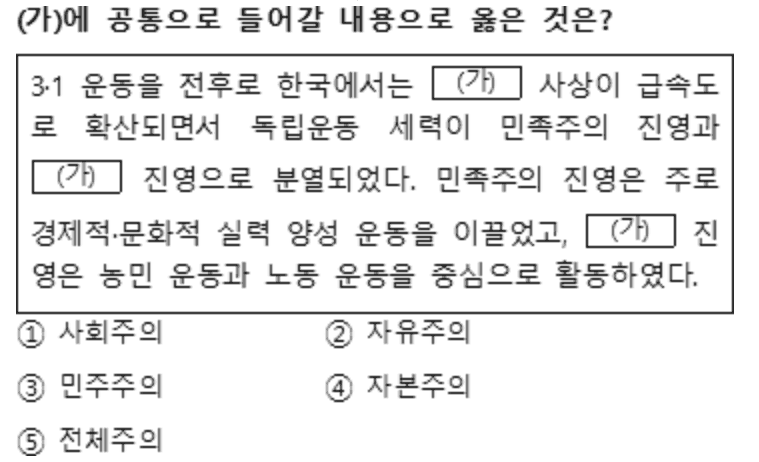 (가)에 공통으로 들어갈 내용으로 옳은 것은?
3·1 운동을 전후로 한국에서는 (가) 사상이 급속도
로 확산되면서 독립운동 세력이 민족주의 진영과
(가) 진영으로 분열되었다. 민족주의 진영은 주로
경제적·문화적 실력 양성 운동을 이끌었고, (가) 진
영은 농민 운동과 노동 운동을 중심으로 활동하였다.
① 사회주의 ② 자유주의
③ 민주주의 ④ 자본주의
⑤ 전체주의